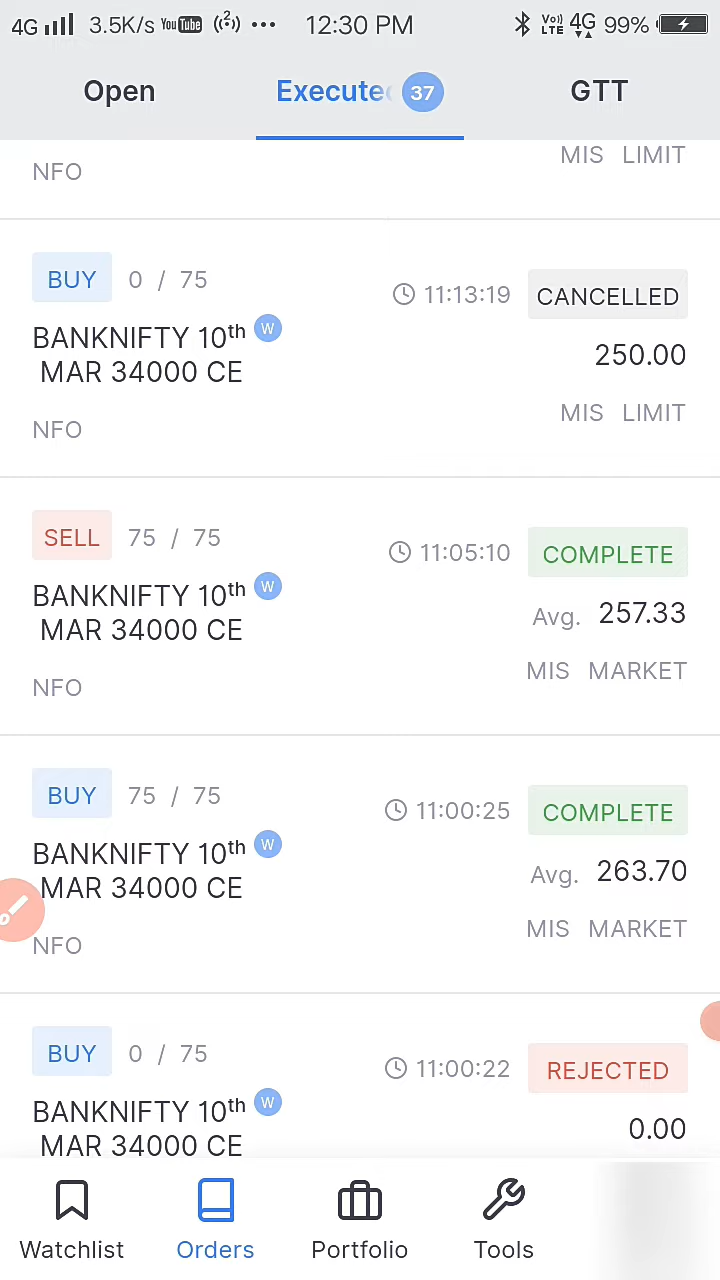 4G 3.5K/s YouTube 2 ••• 12:30 PM Vo)) LTE 4G 99%
Open Execute 37 GTT
MIS LIMIT
NFO
BUY 0 / 75 11:13:19 CANCELLED
BANKNIFTY 10th W
MAR 34000 CE 250.00
NFO MIS LIMIT
SELL 75 / 75 11:05:10 COMPLETE
BANKNIFTY 10th W Avg. 257.33
MAR 34000 CE
NFO MIS MARKET
BUY 75 / 75 11:00:25 COMPLETE
BANKNIFTY 10th W Avg. 263.70
MAR 34000 CE
NFO MIS MARKET
BUY 0 / 75 11:00:22 REJECTED
BANKNIFTY 10th W 0.00
MAR 34000 CE
Watchlist Orders Portfolio Tools